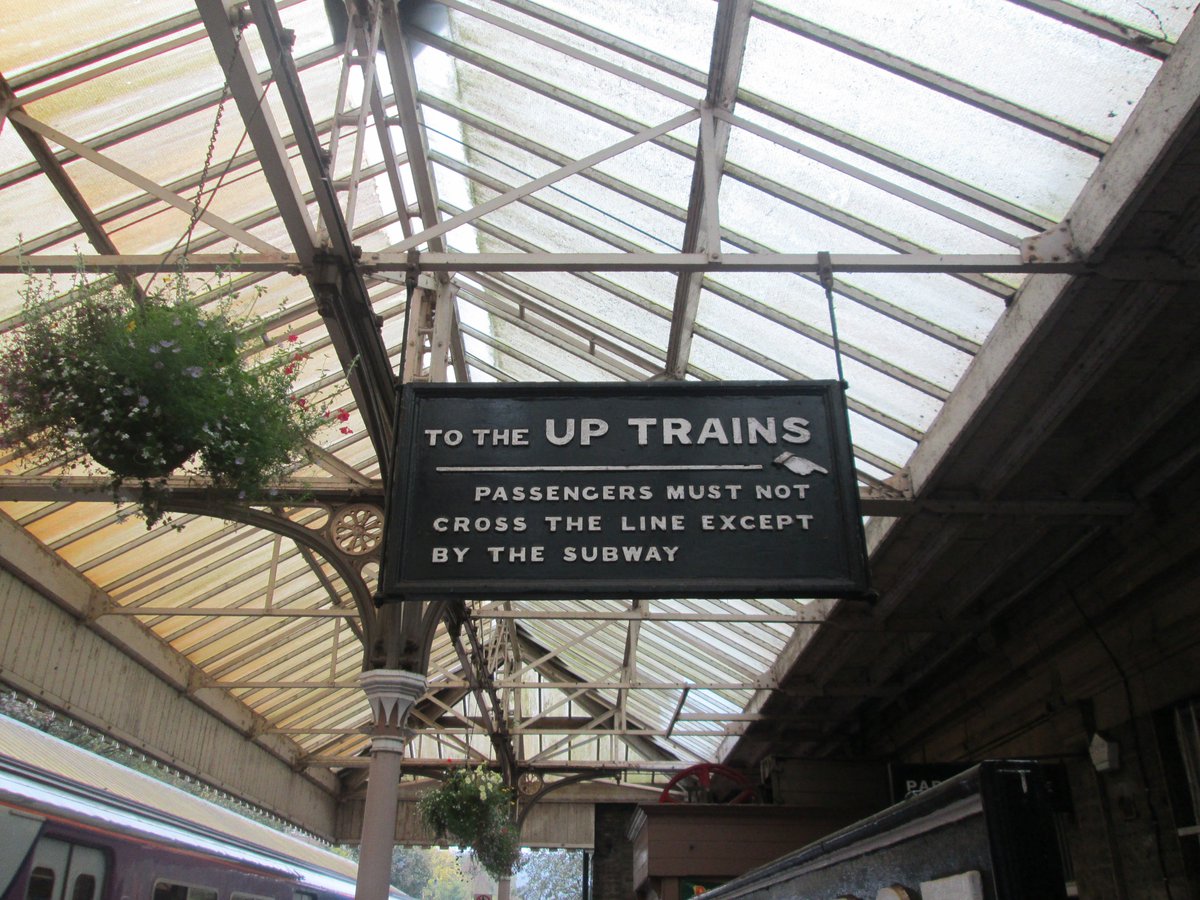 TO THE UP TRAINS
PASSENGERS MUST NOT
CROSS THE LINE EXCEPT
BY THE SUBWAY